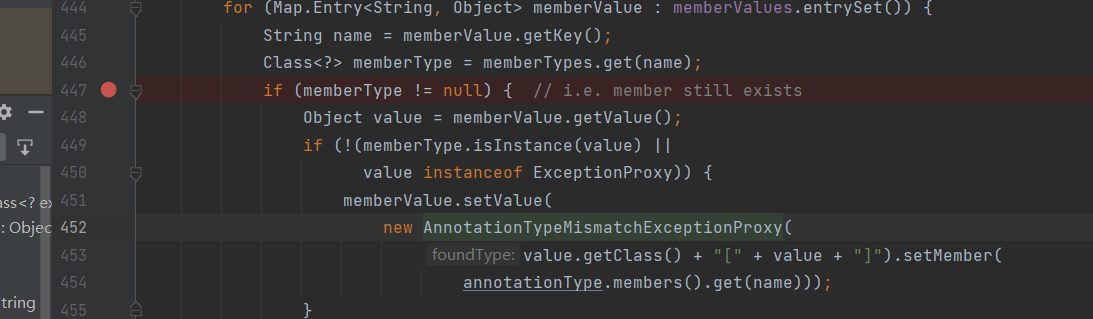 444 for (Map.Entry<String, Object> memberValue : memberValues.entrySet()) {
445 String name = memberValue.getKey();
446 Class<?> memberType = memberTypes.get(name);
447 if (memberType != null) {  // i.e. member still exists
448 Object value = memberValue.getValue();
449 if (!(memberType.isInstance(value) ||
450 value instanceof ExceptionProxy)) {
451 memberValue.setValue(
ass<? ex
452 new AnnotationTypeMismatchExceptionProxy(
: Objec
453 foundType: value.getClass() + "[" + value + "]").setMember(
454 annotationType.members().get(name)));
tring
455 }